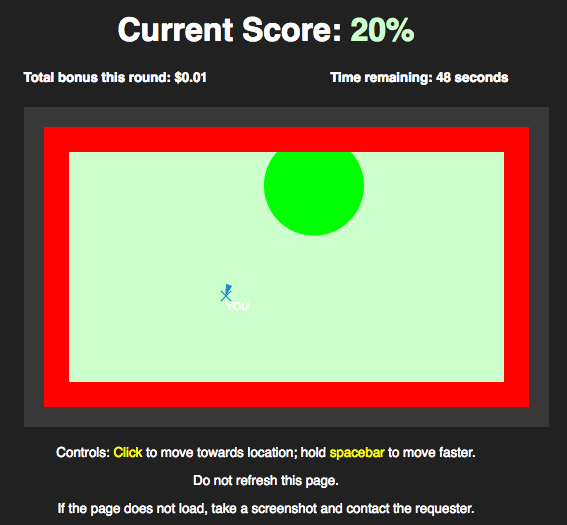 Current Score: 20%
Total bonus this round: $0.01 Time remaining: 48 seconds
YOU
Controls: Click to move towards location; hold spacebar to move faster.
Do not refresh this page.
If the page does not load, take a screenshot and contact the requester.